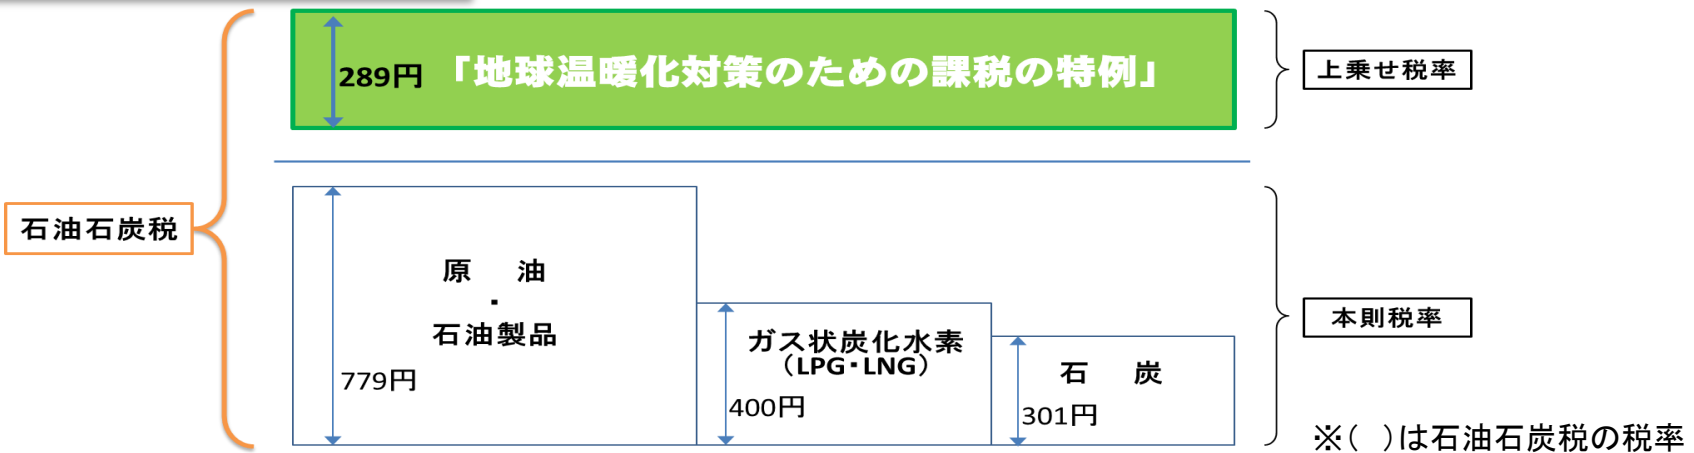 289円
「地球温暖化対策のための課税の特例」
上乗せ税率
石油石炭税
原　油
・
石油製品
779円
ガス状炭化水素
(LPG・LNG)
400円
石　炭
301円
本則税率
※(　)は石油石炭税の税率